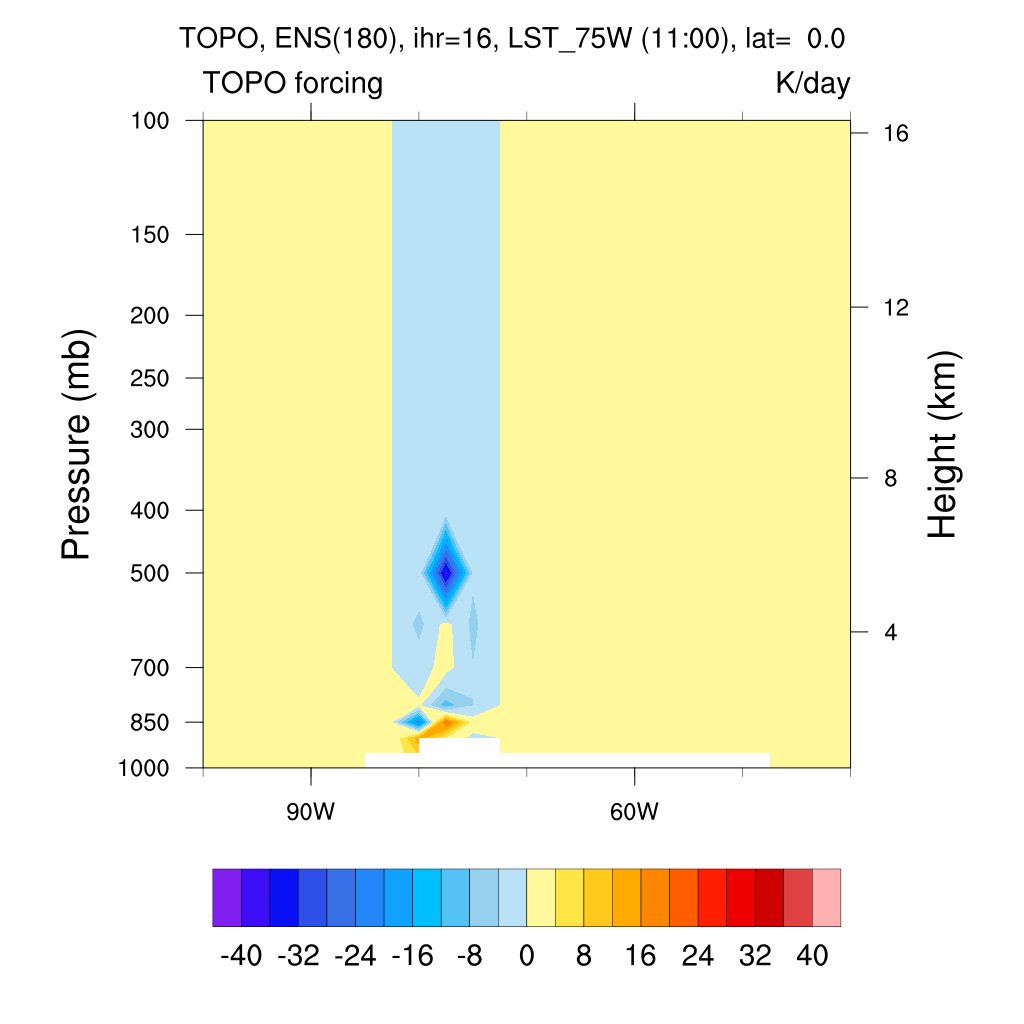 TOPO, ENS(180), ihr=16, LST_75W (11:00), lat=  0.0
TOPO forcing K/day
100
150
200
250
300
400
500
700
850
1000
Pressure (mb)
16
12
8
4
Height (km)
90W 60W
-40 -32 -24 -16 -8 0 8 16 24 32 40